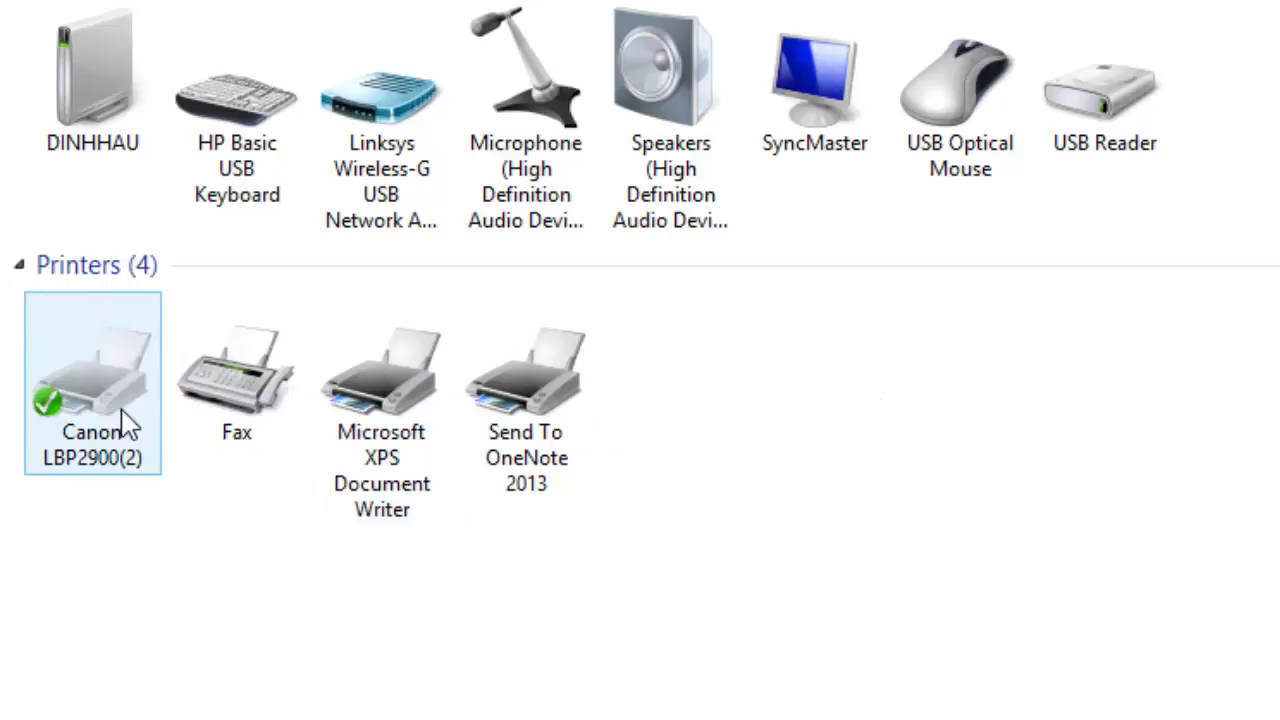 DINHHAU
HP Basic
USB
Keyboard
Linksys
Wireless-G
USB
Network A...
Microphone
(High
Definition
Audio Devi...
Speakers
(High
Definition
Audio Devi...
SyncMaster
USB Optical
Mouse
USB Reader
Printers (4)
Canon
LBP2900(2)
Fax
Microsoft
XPS
Document
Writer
Send To
OneNote
2013